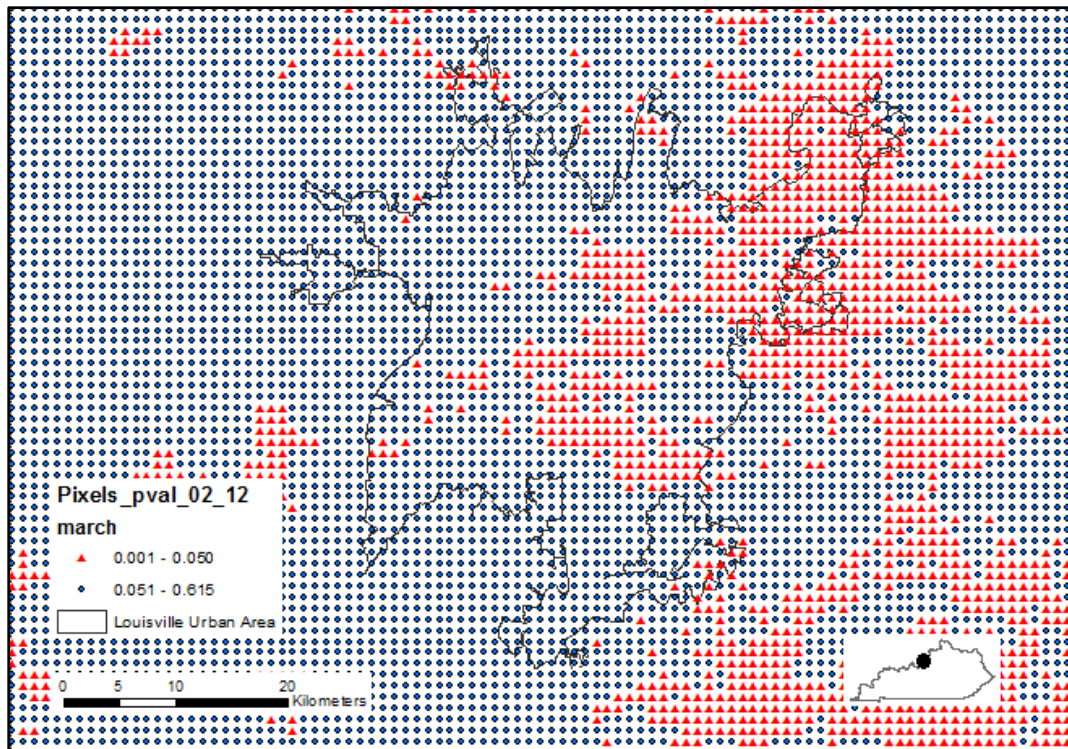 Pixels_pval_02_12
march
0.001 - 0.050
0.051 - 0.615
Louisville Urban Area
0 5 10 20
Kilometers